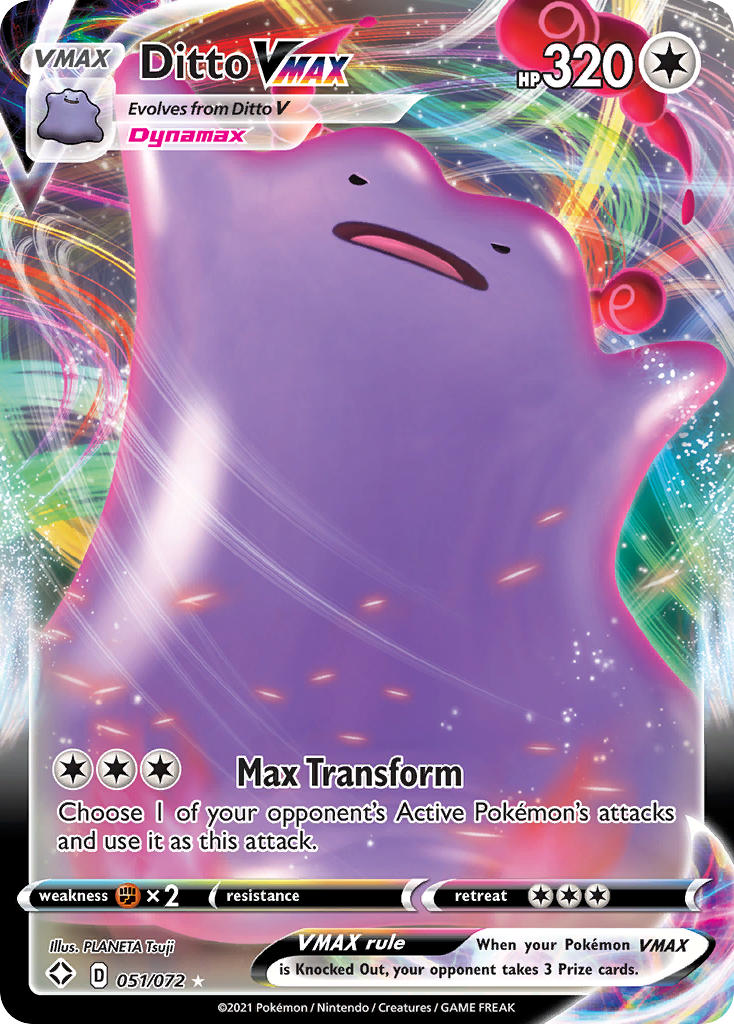 VMAX
Ditto VMAX
HP 320
Evolves from Ditto V
Dynamax
Max Transform
Choose 1 of your opponent's Active Pokémon's attacks
and use it as this attack.
weakness ×2 resistance retreat
Illus. PLANETA Tsuji
VMAX rule When your Pokémon VMAX
is Knocked Out, your opponent takes 3 Prize cards.
D 051/072
©2021 Pokémon / Nintendo / Creatures / GAME FREAK